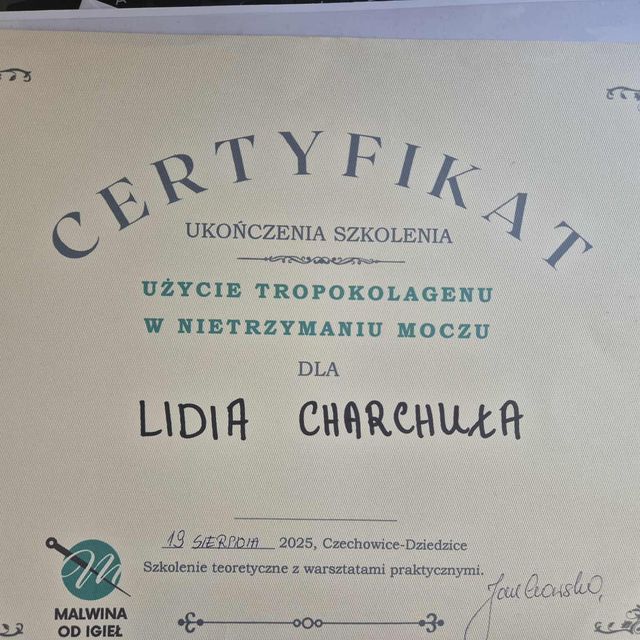 CERTYFIKAT
UKOŃCZENIA SZKOLENIA
UŻYCIE TROPOKOLAGENU
W NIETRZYMANIU MOCZU
DLA
LIDIA CHARCHUŁA
19 SIERPNIA 2025, Czechowice-Dziedzice
Szkolenie teoretyczne z warsztatami praktycznymi.
M
MALWINA
OD IGIEŁ